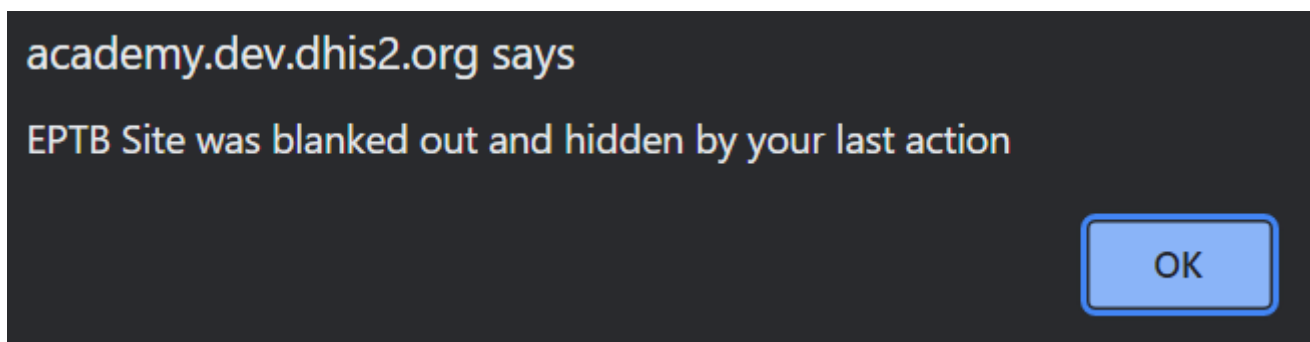 academy.dev.dhis2.org says
EPTB Site was blanked out and hidden by your last action
OK